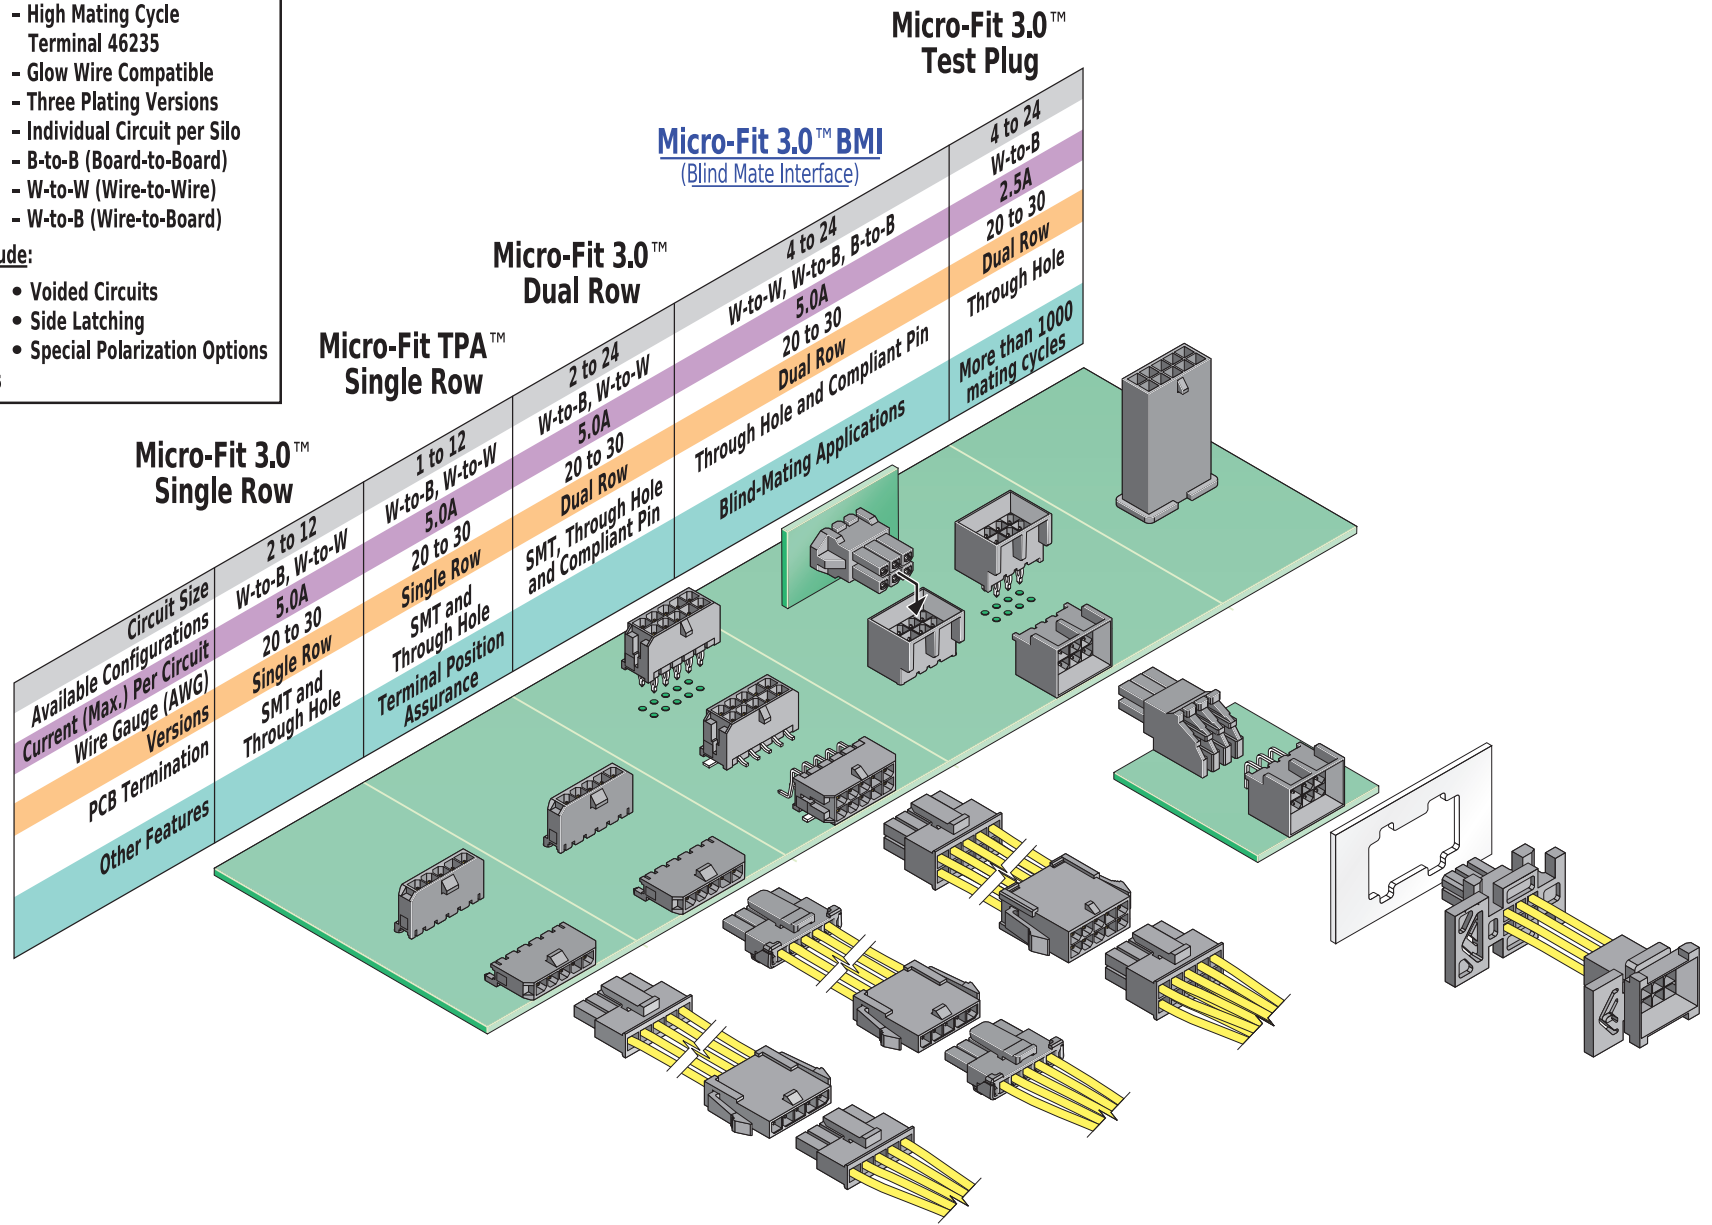 – High Mating Cycle
Terminal 46235
– Glow Wire Compatible
– Three Plating Versions
– Individual Circuit per Silo
– B-to-B (Board-to-Board)
– W-to-W (Wire-to-Wire)
– W-to-B (Wire-to-Board)
ude:
• Voided Circuits
• Side Latching
• Special Polarization Options
s
Circuit Size
Available Configurations
Current (Max.) Per Circuit
Wire Gauge (AWG)
Versions
PCB Termination
Other Features
Micro-Fit 3.0™
Single Row
2 to 12
W-to-B, W-to-W
5.0A
20 to 30
Single Row
SMT and
Through Hole
Micro-Fit TPA™
Single Row
1 to 12
W-to-B, W-to-W
5.0A
20 to 30
Single Row
SMT and
Through Hole
Terminal Position
Assurance
Micro-Fit 3.0™
Dual Row
2 to 24
W-to-B, W-to-W
5.0A
20 to 30
Dual Row
SMT, Through Hole
and Compliant Pin
Micro-Fit 3.0™ BMI
(Blind Mate Interface)
4 to 24
W-to-W, W-to-B, B-to-B
5.0A
20 to 30
Dual Row
Through Hole and Compliant Pin
Blind-Mating Applications
Micro-Fit 3.0™
Test Plug
4 to 24
W-to-B
2.5A
20 to 30
Dual Row
Through Hole
More than 1000
mating cycles